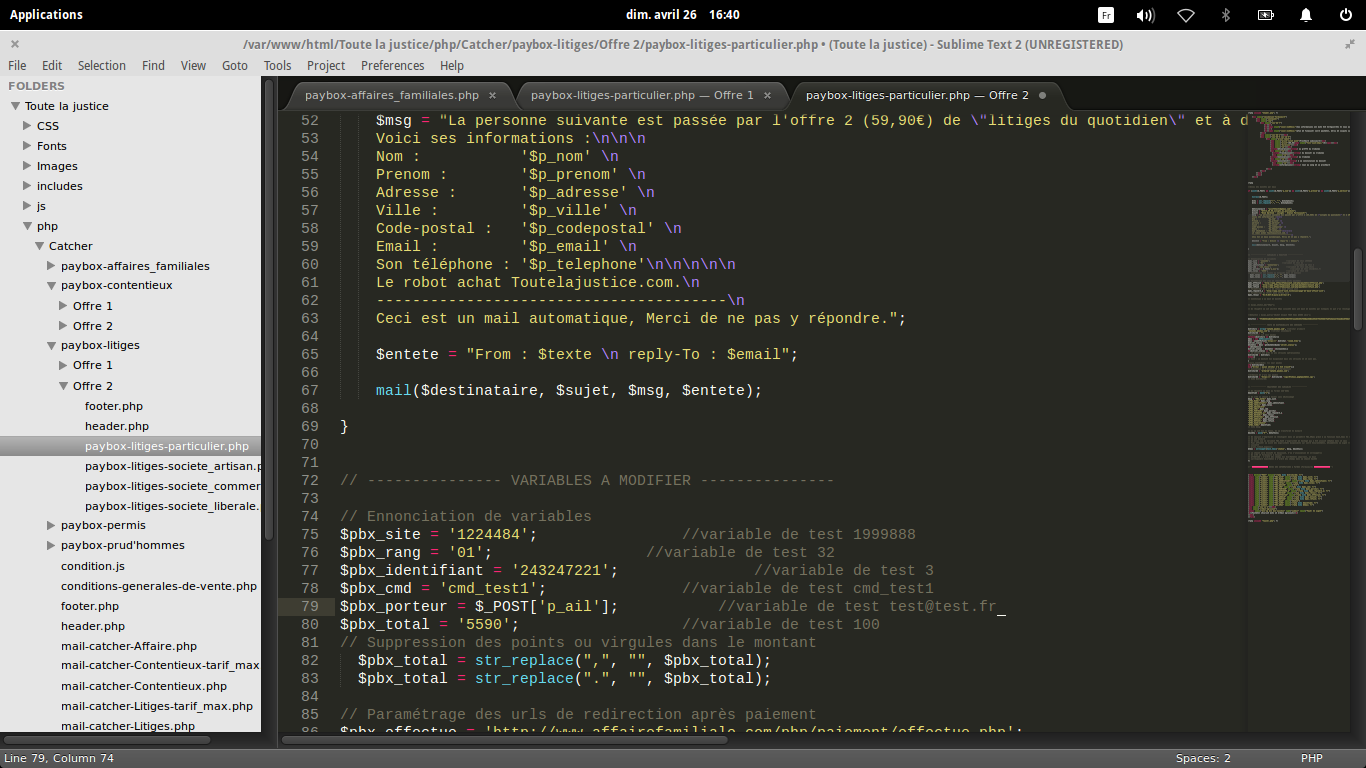 Applications
dim. avril 26 16:40
Fr
/var/www/html/Toute la justice/php/Catcher/paybox-litiges/Offre 2/paybox-litiges-particulier.php • (Toute la justice) - Sublime Text 2 (UNREGISTERED)
File Edit Selection Find View Goto Tools Project Preferences Help
FOLDERS
Toute la justice
CSS
Fonts
Images
includes
js
php
Catcher
paybox-affaires_familiales
paybox-contentieux
Offre 1
Offre 2
paybox-litiges
Offre 1
Offre 2
footer.php
header.php
paybox-litiges-particulier.php
paybox-litiges-societe_artisan.p
paybox-litiges-societe_commer
paybox-litiges-societe_liberale.
paybox-permis
paybox-prud'hommes
condition.js
conditions-generales-de-vente.php
footer.php
header.php
mail-catcher-Affaire.php
mail-catcher-Contentieux-tarif_max
mail-catcher-Contentieux.php
mail-catcher-Litiges-tarif_max.php
mail-catcher-Litiges.php
paybox-affaires_familiales.php × paybox-litiges-particulier.php — Offre 1 × paybox-litiges-particulier.php — Offre 2
52 $msg = "La personne suivante est passée par l'offre 2 (59,90€) de \"litiges du quotidien\" et à d
53 Voici ses informations :\n\n\n
54 Nom : '$p_nom' \n
55 Prenom : '$p_prenom' \n
56 Adresse : '$p_adresse' \n
57 Ville : '$p_ville' \n
58 Code-postal : '$p_codepostal' \n
59 Email : '$p_email' \n
60 Son téléphone : '$p_telephone'\n\n\n\n\n
61 Le robot achat Toutelajustice.com.\n
62 ---------------------------------------\n
63 Ceci est un mail automatique, Merci de ne pas y répondre.";
64
65 $entete = "From : $texte \n reply-To : $email";
66
67 mail($destinataire, $sujet, $msg, $entete);
68
69 }
70
71
72 // --------------- VARIABLES A MODIFIER ---------------
73
74 // Ennonciation de variables
75 $pbx_site = '1224484'; //variable de test 1999888
76 $pbx_rang = '01'; //variable de test 32
77 $pbx_identifiant = '243247221'; //variable de test 3
78 $pbx_cmd = 'cmd_test1'; //variable de test cmd_test1
79 $pbx_porteur = $_POST['p_ail']; //variable de test test@test.fr
80 $pbx_total = '5590'; //variable de test 100
81 // Suppression des points ou virgules dans le montant
82 $pbx_total = str_replace(",", "", $pbx_total);
83 $pbx_total = str_replace(".", "", $pbx_total);
84
85 // Paramétrage des urls de redirection après paiement
86 $pbx_effectue = 'http://www.affairefamiliale.com/php/paiement/effectue.php';
Line 79, Column 74
Spaces: 2
PHP